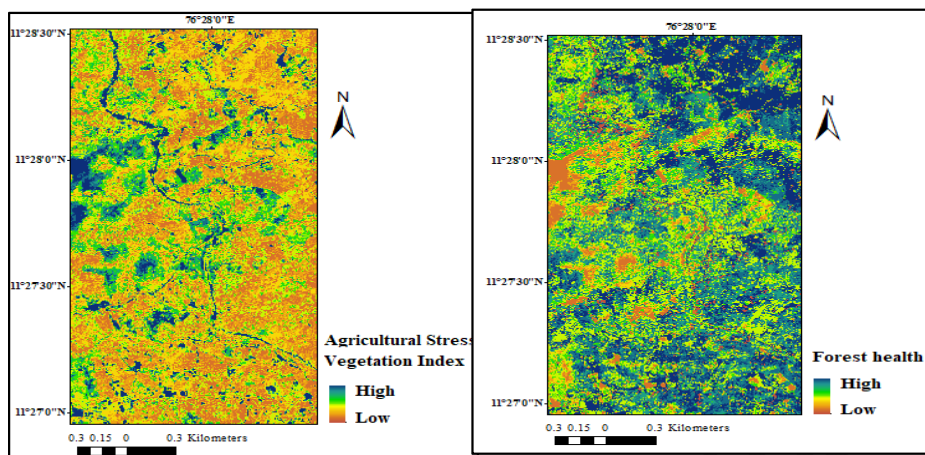 76°28'0"E
11°28'30"N
N
11°28'0"N
11°27'30"N
Agricultural Stress
Vegetation Index
High
Low
11°27'0"N
0.3 0.15 0 0.3 Kilometers
76°28'0"E
11°28'30"N
N
11°28'0"N
11°27'30"N
Forest health
High
Low
11°27'0"N
0.3 0.15 0 0.3 Kilometers